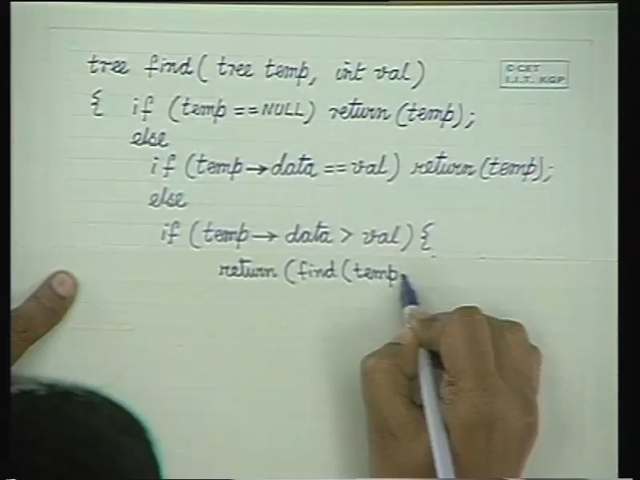 tree find( tree temp, int val)
C CET
I.I.T. KGP
{ if (temp ==NULL) return (temp);
else
if (temp→data ==val) return (temp);
else
if (temp→ data > val) {
return (find (temp